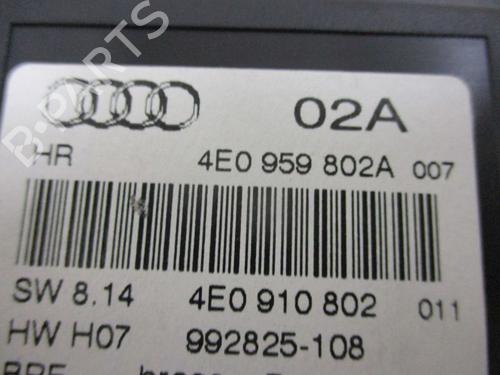 B-PARTS
02A
HR 4E0 959 802A 007
SW 8.14 4E0 910 802 011
HW H07 992825-108